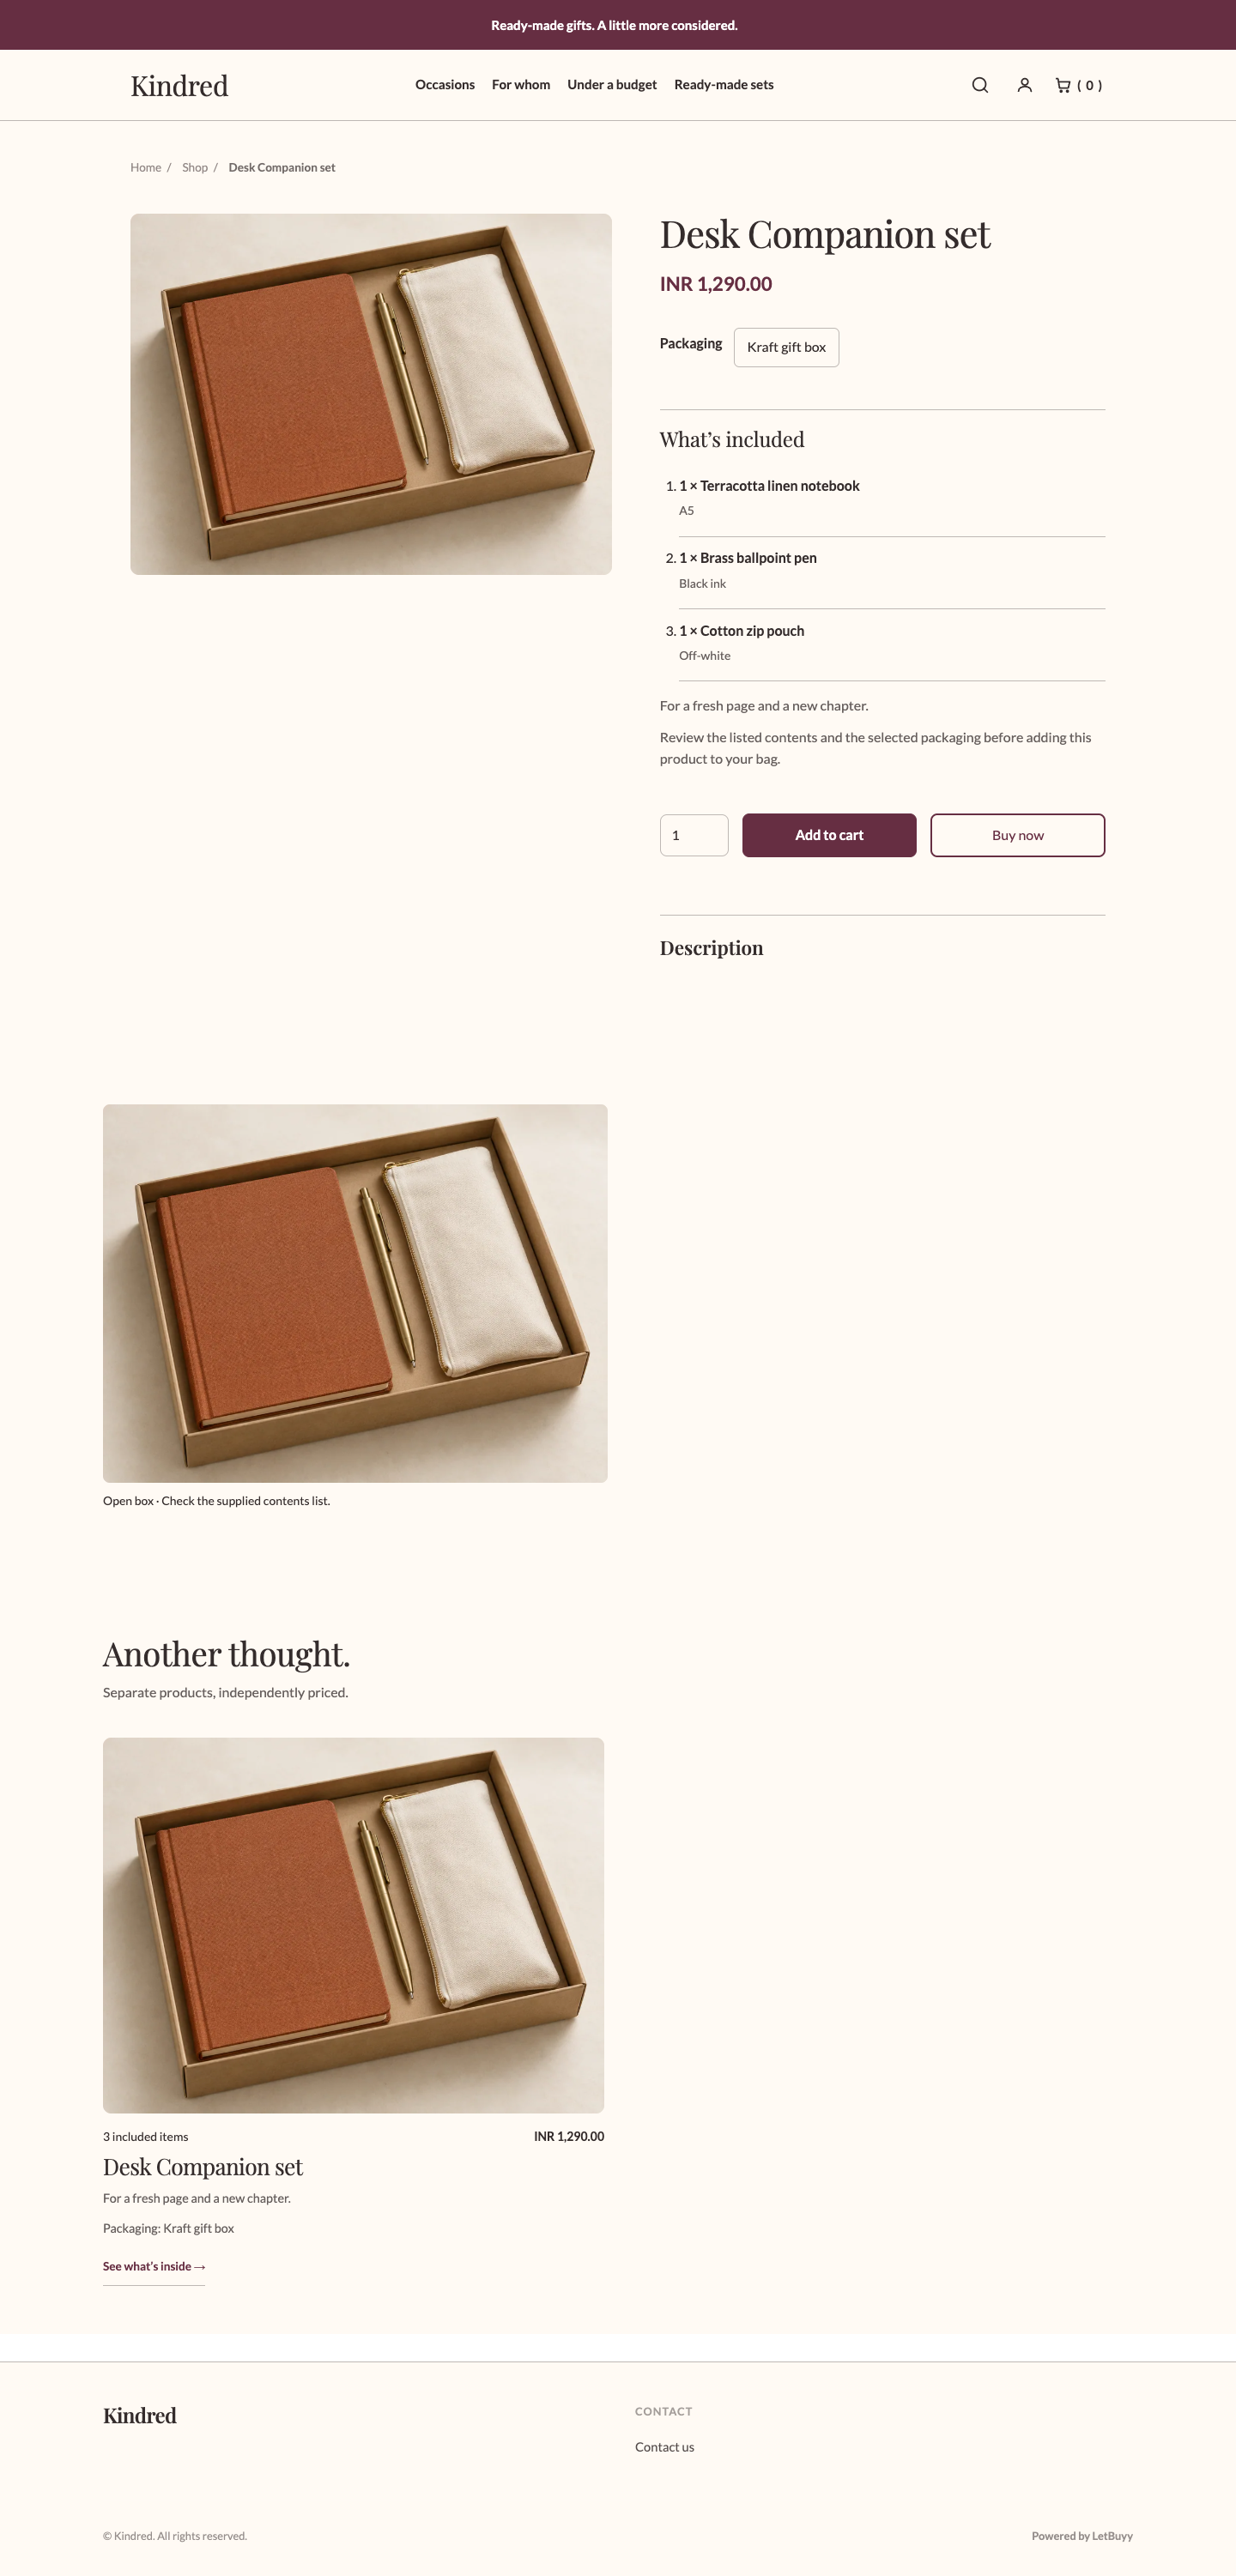 Ready-made gifts. A little more considered.
Kindred
Occasions For whom Under a budget Ready-made sets
( 0 )
Home / Shop / Desk Companion set
Desk Companion set
INR 1,290.00
Packaging Kraft gift box
What’s included
1. 1 × Terracotta linen notebook
A5
2. 1 × Brass ballpoint pen
Black ink
3. 1 × Cotton zip pouch
Off-white
For a fresh page and a new chapter.
Review the listed contents and the selected packaging before adding this
product to your bag.
1 Add to cart Buy now
Description
Open box · Check the supplied contents list.
Another thought.
Separate products, independently priced.
3 included items INR 1,290.00
Desk Companion set
For a fresh page and a new chapter.
Packaging: Kraft gift box
See what’s inside →
Kindred
CONTACT
Contact us
© Kindred. All rights reserved.
Powered by LetBuyy